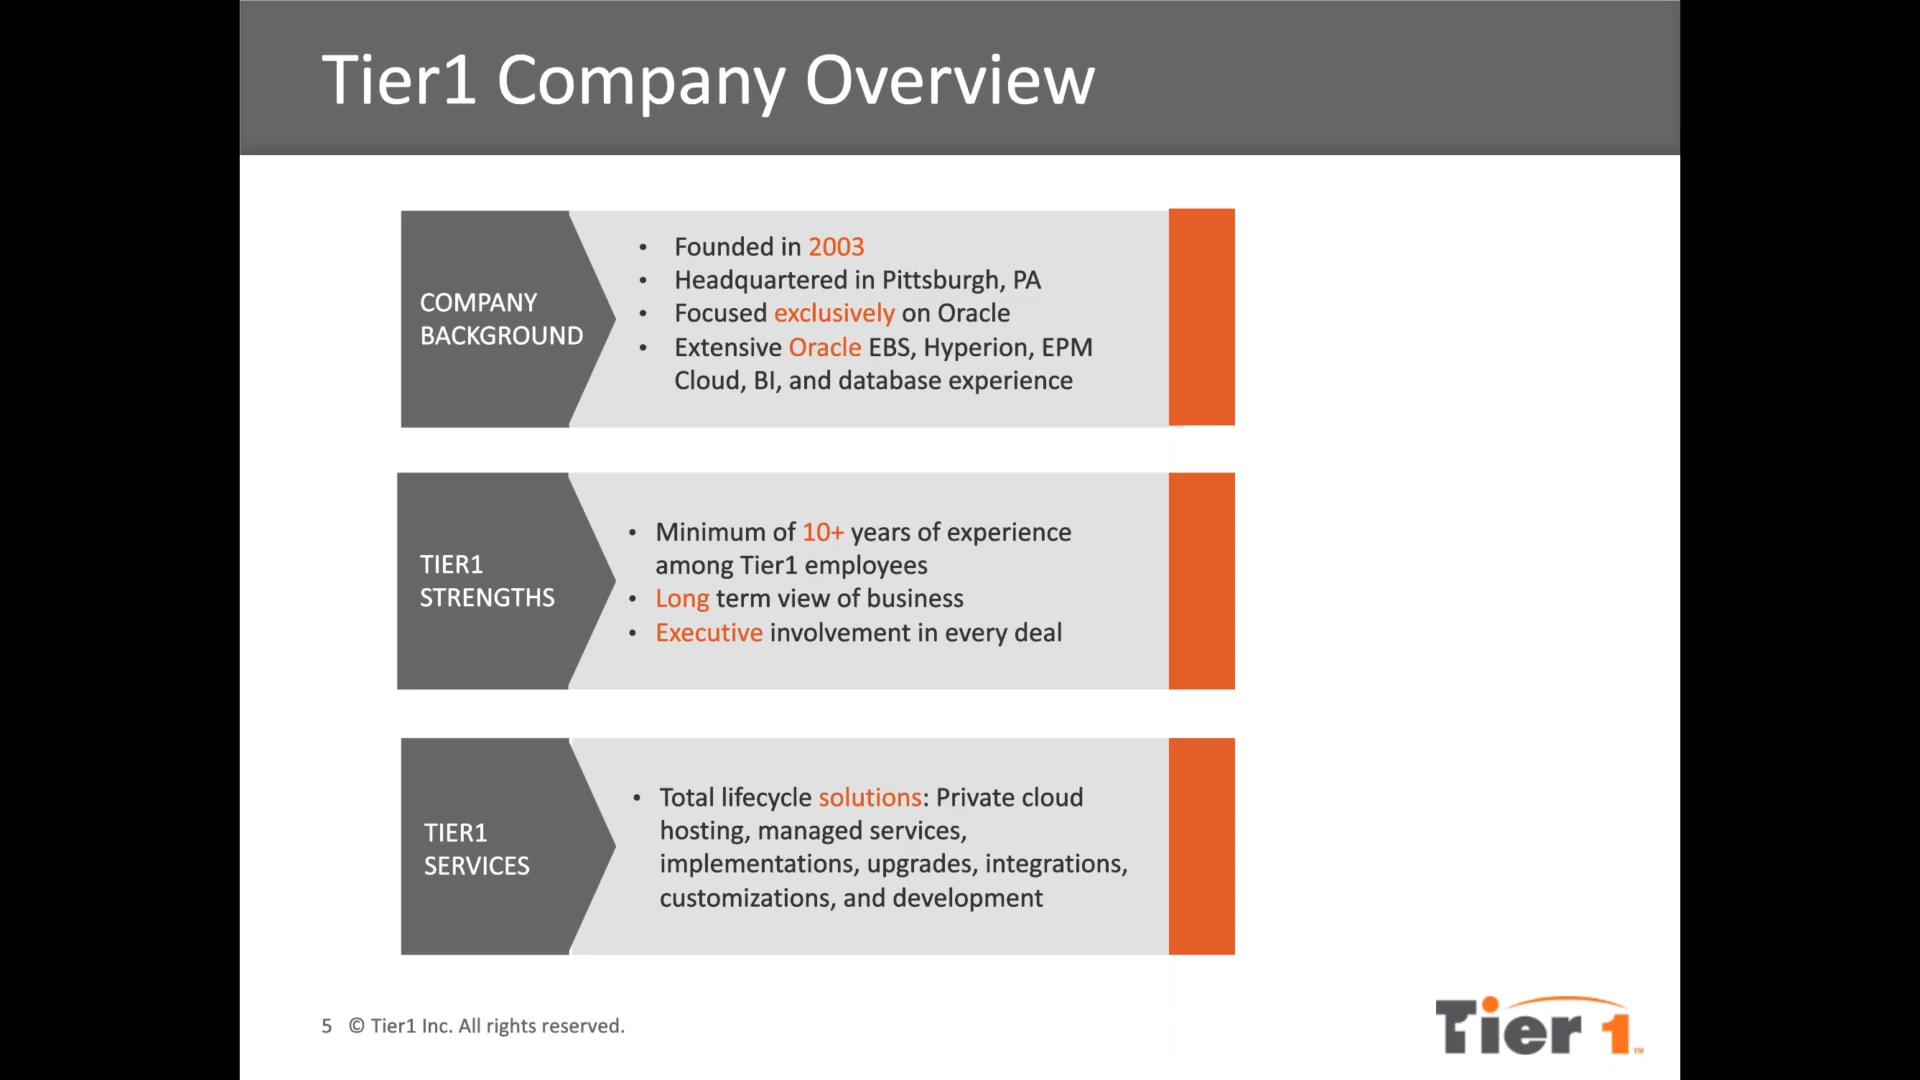 Tier1 Company Overview
COMPANY
BACKGROUND
• Founded in 2003
• Headquartered in Pittsburgh, PA
• Focused exclusively on Oracle
• Extensive Oracle EBS, Hyperion, EPM
Cloud, BI, and database experience
TIER1
STRENGTHS
• Minimum of 10+ years of experience
among Tier1 employees
• Long term view of business
• Executive involvement in every deal
TIER1
SERVICES
• Total lifecycle solutions: Private cloud
hosting, managed services,
implementations, upgrades, integrations,
customizations, and development
5 © Tier1 Inc. All rights reserved.
Tier 1™